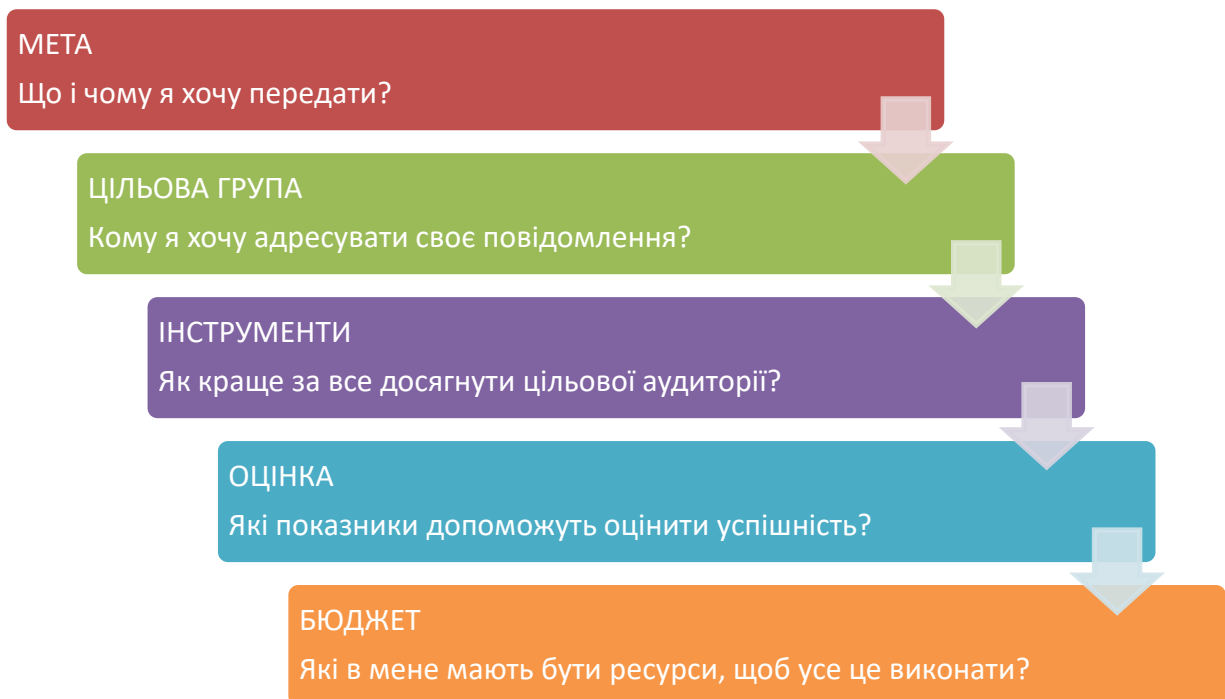 МЕТА
Що і чому я хочу передати?
ЦІЛЬОВА ГРУПА
Кому я хочу адресувати своє повідомлення?
ІНСТРУМЕНТИ
Як краще за все досягнути цільової аудиторії?
ОЦІНКА
Які показники допоможуть оцінити успішність?
БЮДЖЕТ
Які в мене мають бути ресурси, щоб усе це виконати?